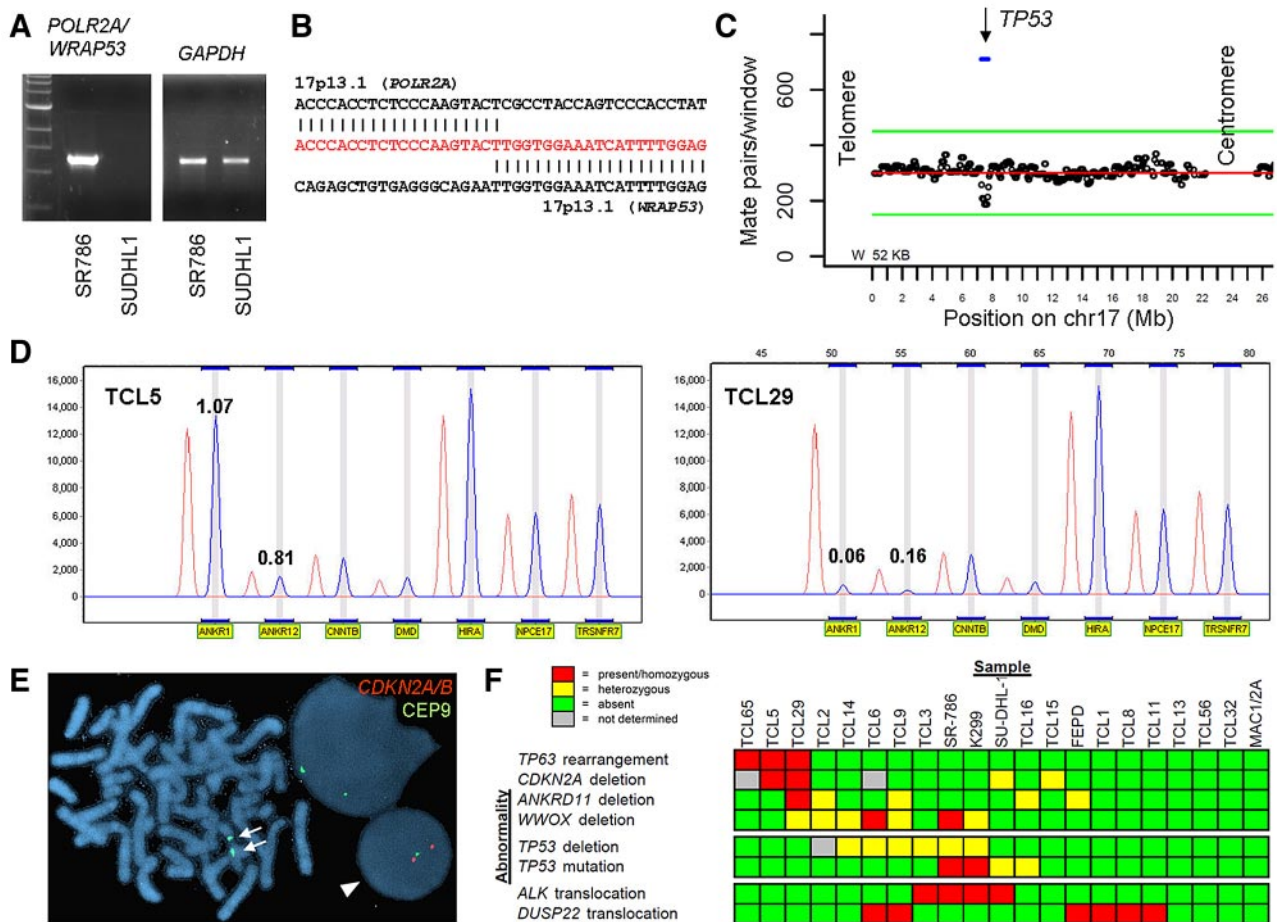 A
POLR2A/
WRAP53
GAPDH
SR786
SUDHL1
SR786
SUDHL1
B
17p13.1 (POLR2A)
ACCCACCTCTCCCAAGTACTCGCCTACCAGTCCCACCTAT
ACCCACCTCTCCCAAGTACTTGGTGGAAATCATTTTGGAG
CAGAGCTGTGAGGGCAGAATTGGTGGAAATCATTTTGGAG
17p13.1 (WRAP53)
C
TP53
Mate pairs/window
600
200
0
Telomere
Centromere
W 52 KB
0 2 4 6 8 10 12 14 16 18 20 22 24 26
Position on chr17 (Mb)
D
TCL5
16,000
14,000
12,000
10,000
8,000
6,000
4,000
2,000
0
1.07
0.81
ANKR1 ANKR12 CNNTB DMD HIRA NPCE17 TRSNFR7
45 50 55 60 65 70 75 80
TCL29
16,000
14,000
12,000
10,000
8,000
6,000
4,000
2,000
0
0.06 0.16
ANKR1 ANKR12 CNNTB DMD HIRA NPCE17 TRSNFR7
E
CDKN2A/B
CEP9
F
= present/homozygous
= heterozygous
= absent
= not determined
Sample
TCL65 TCL5 TCL29 TCL2 TCL14 TCL6 TCL9 TCL3 SR-786 K299 SU-DHL-1 TCL16 TCL15 FEPD TCL1 TCL8 TCL11 TCL13 TCL56 TCL32 MAC1/2A
Abnormality
TP63 rearrangement
CDKN2A deletion
ANKRD11 deletion
WWOX deletion
TP53 deletion
TP53 mutation
ALK translocation
DUSP22 translocation